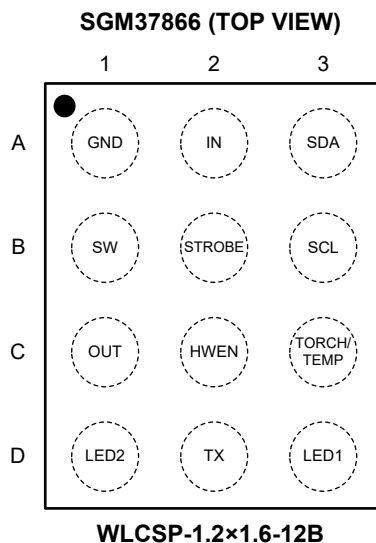 SGM37866 (TOP VIEW)
1 2 3
A GND IN SDA
B SW STROBE SCL
C OUT HWEN TORCH/
TEMP
D LED2 TX LED1
WLCSP-1.2×1.6-12B